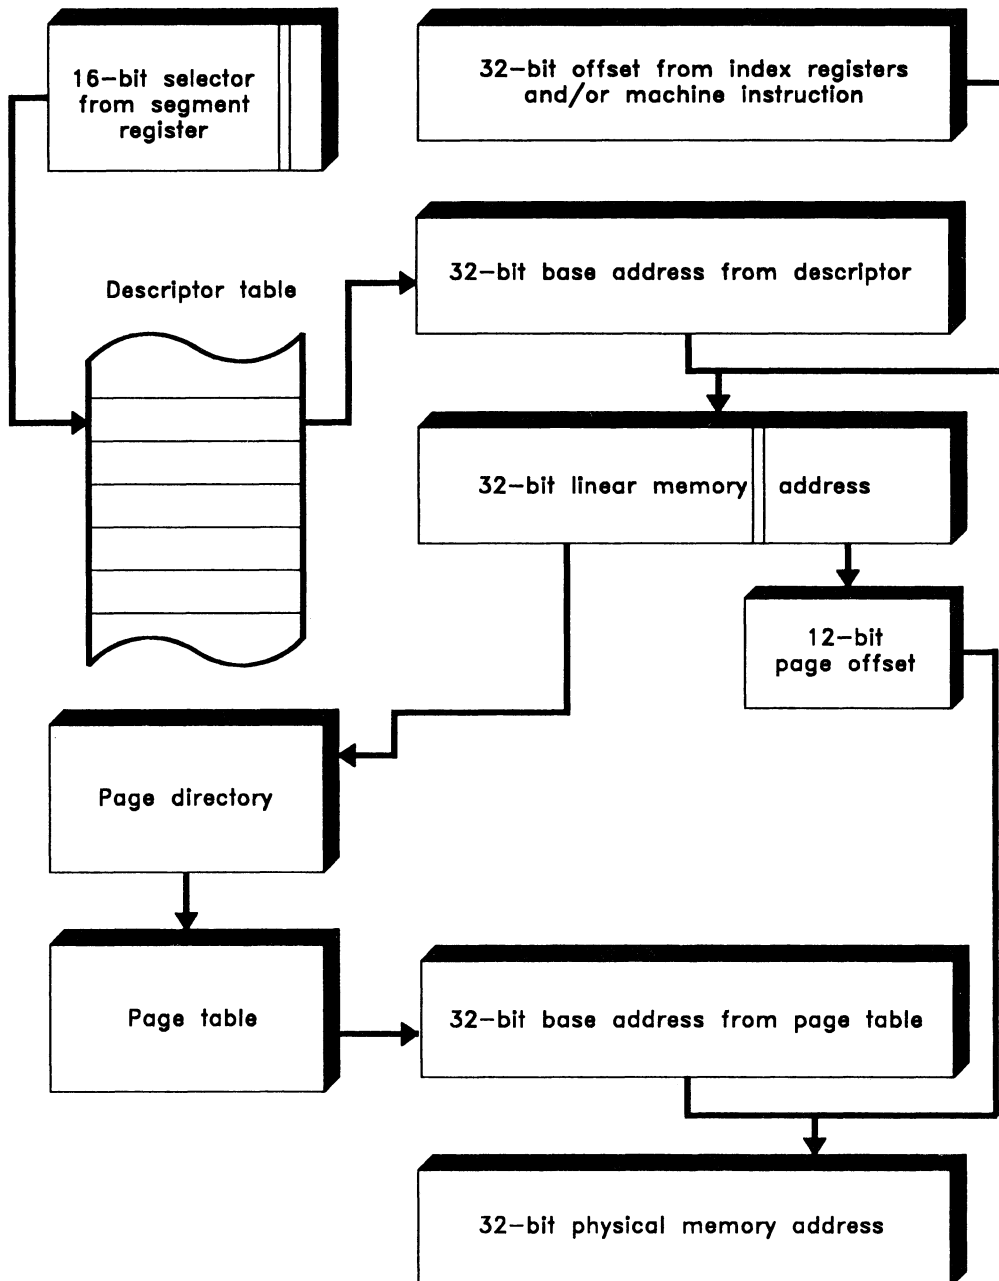 16-bit selector
from segment
register
32-bit offset from index registers
and/or machine instruction
32-bit base address from descriptor
Descriptor table
32-bit linear memory address
12-bit
page offset
Page directory
Page table
32-bit base address from page table
32-bit physical memory address